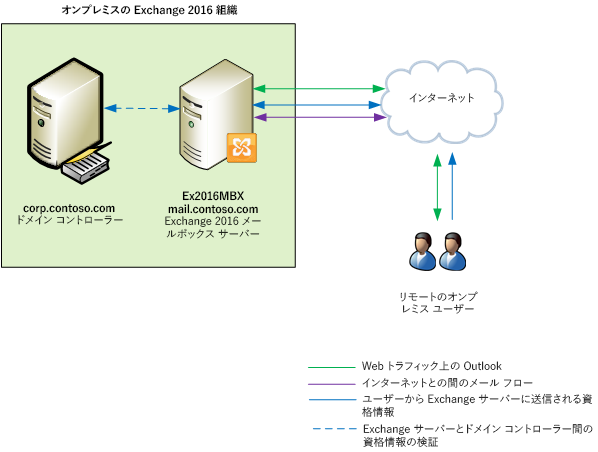 オンプレミスの Exchange 2016 組織
インターネット
corp.contoso.com
ドメイン コントローラー
Ex2016MBX
mail.contoso.com
Exchange 2016 メー
ルボックス サーバー
リモートのオンプ
レミス ユーザー
Web トラフィック上の Outlook
インターネットとの間のメール フロー
ユーザーから Exchange サーバーに送信される資
格情報
Exchange サーバーとドメイン コントローラー間の
資格情報の検証